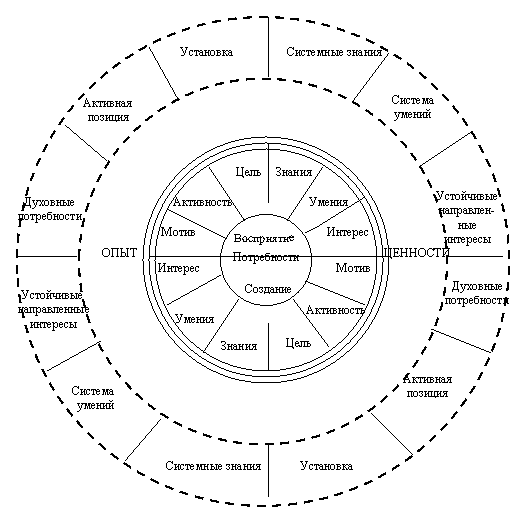 Установка
Системные знания
Активная
позиция
Система
умений
Цель
Знания
Духовные
потребности
Активность
Умения
Устойчивые
направлен-
ные
интересы
Мотив
Интерес
Восприятие
ОПЫТ
Потребности
ЦЕННОСТИ
Интерес
Мотив
Устойчивые
направленные
интересы
Создание
Духовные
потребности
Умения
Активность
Знания
Цель
Система
умений
Активная
позиция
Системные знания
Установка